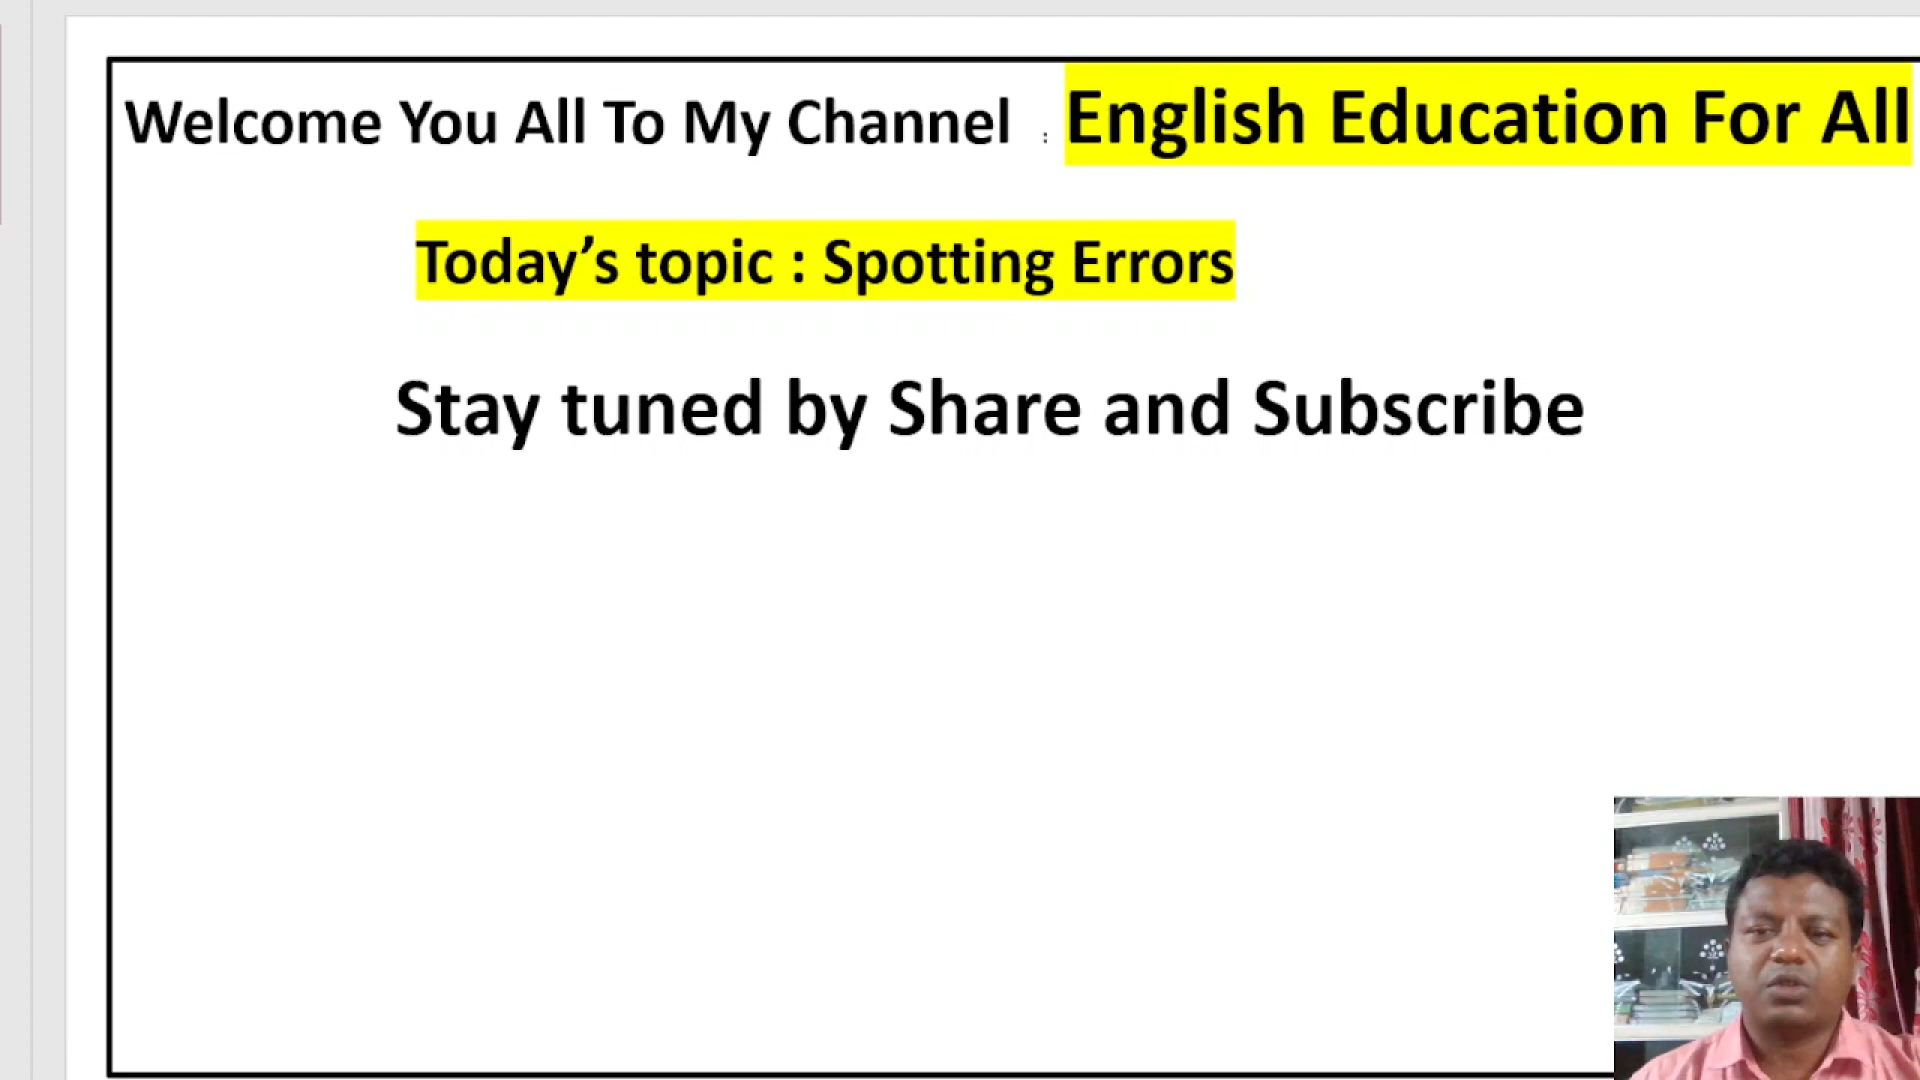 Welcome You All To My Channel : English Education For All
Today’s topic : Spotting Errors
Stay tuned by Share and Subscribe